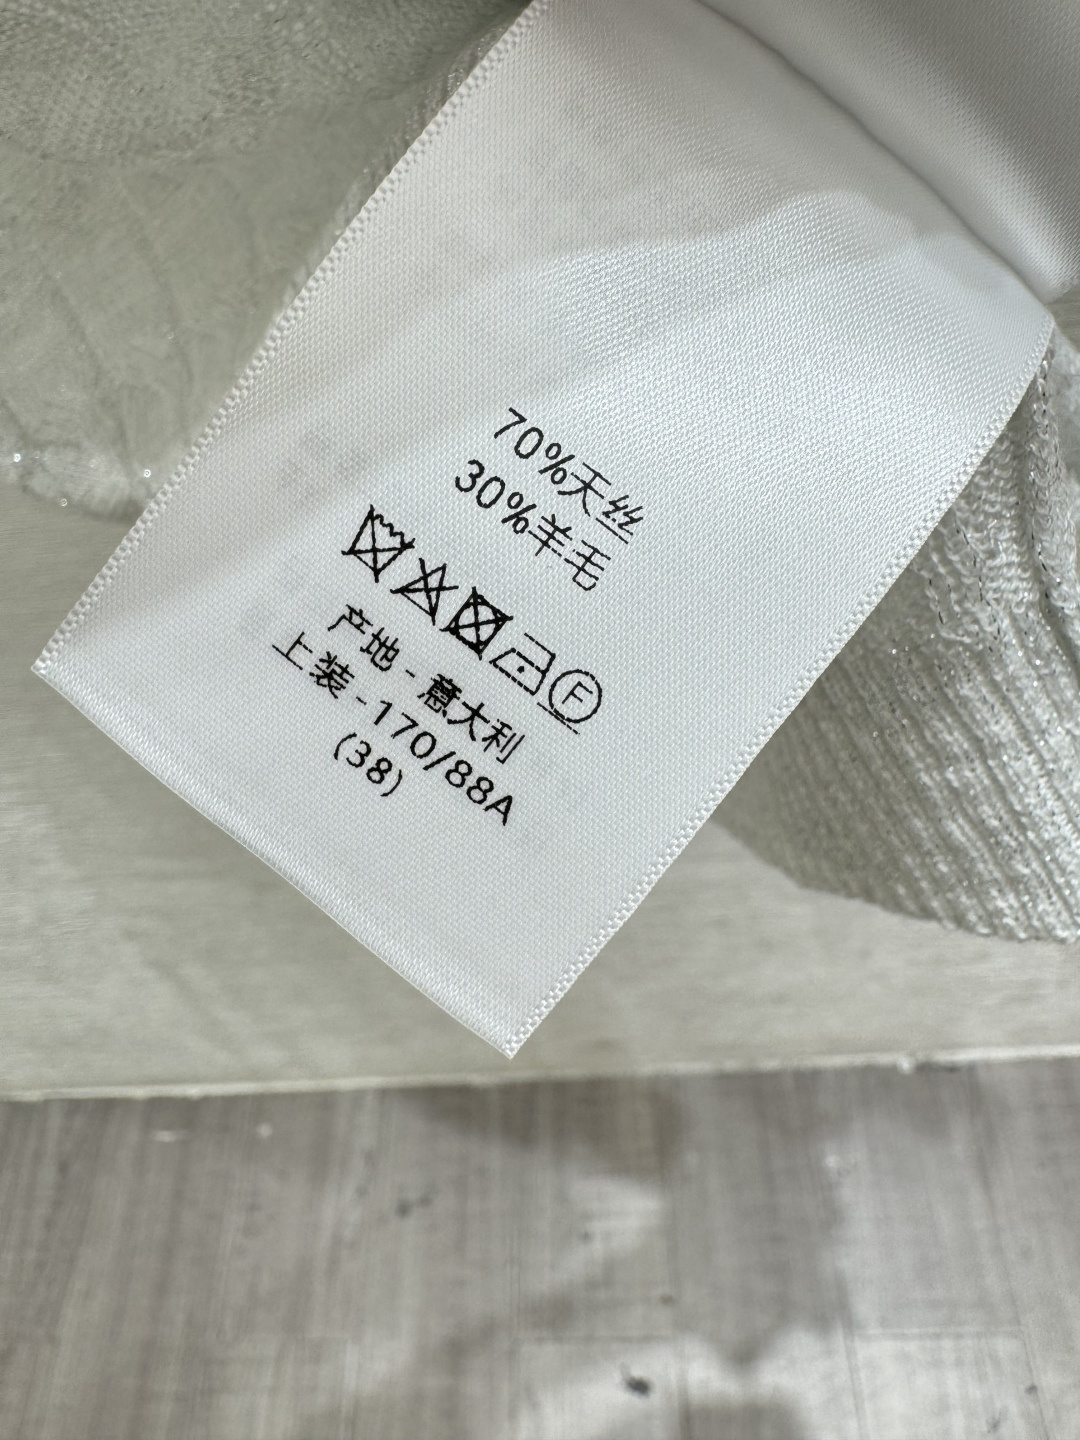 70%天丝
30%羊毛
F
产地-意大利
上装-170/88A
(38)